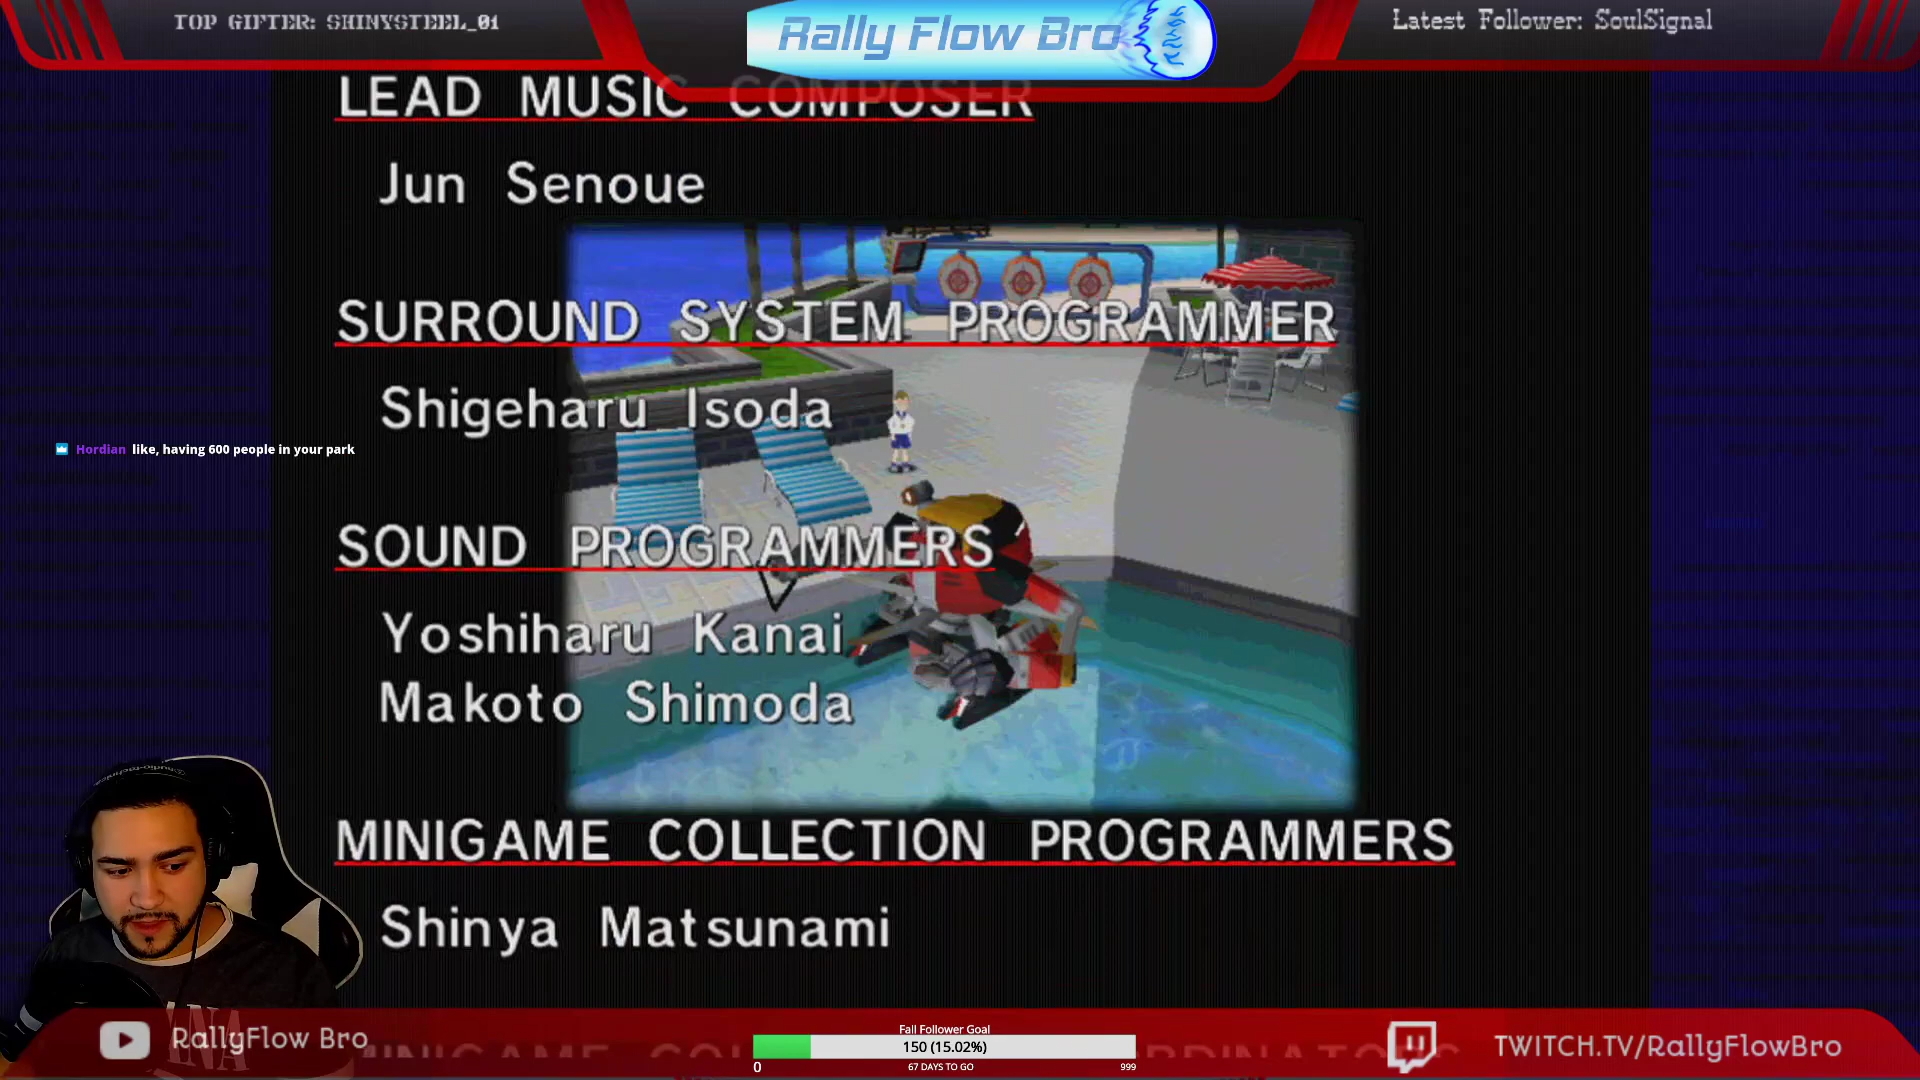 TOP GIFTER: SHINYSTEEL_01
Rally Flow Bro
Latest Follower: SoulSignal
LEAD MUSIC COMPOSER
Jun Senoue
SURROUND SYSTEM PROGRAMMER
Shigeharu Isoda
Hordian like, having 600 people in your park
SOUND PROGRAMMERS
Yoshiharu Kanai
Makoto Shimoda
MINIGAME COLLECTION PROGRAMMERS
Shinya Matsunami
RallyFlow Bro
Fall Follower Goal
150 (15.02%)
0 67 DAYS TO GO 999
TWITCH.TV/RallyFlowBro